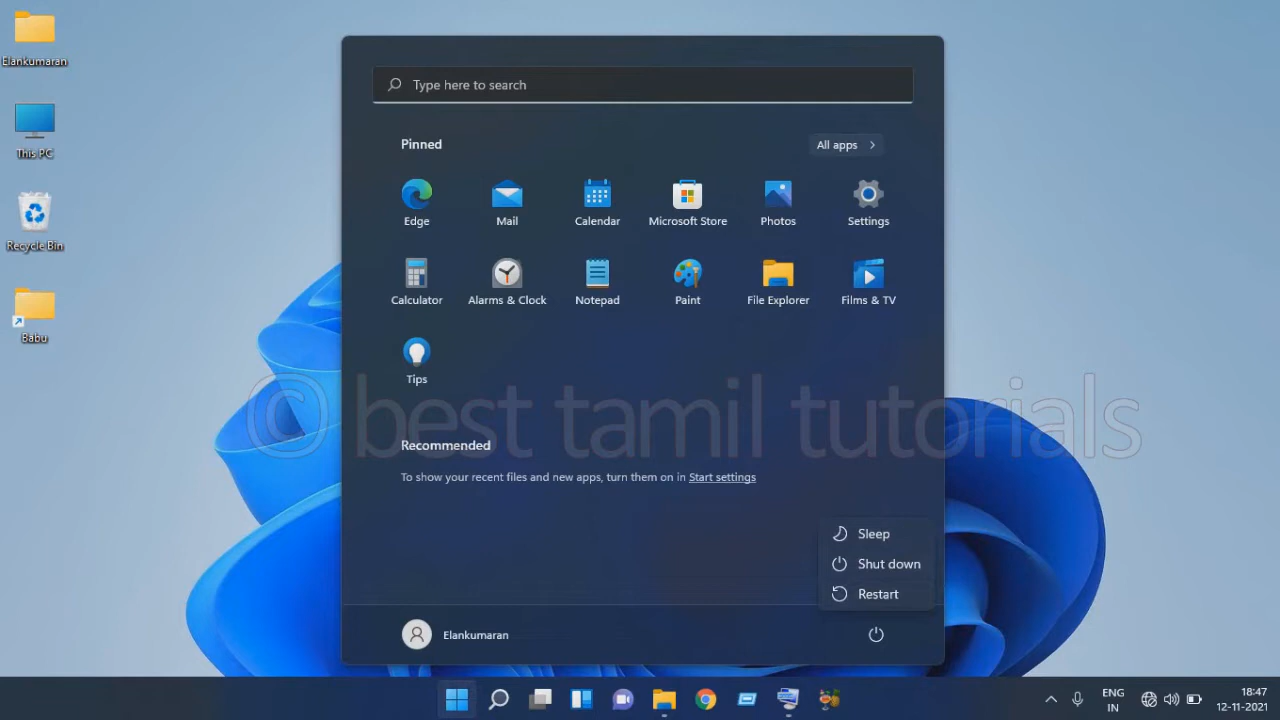 Elankumaran
This PC
Recycle Bin
Babu
Type here to search
Pinned
All apps
Edge
Mail
Calendar
Microsoft Store
Photos
Settings
Calculator
Alarms & Clock
Notepad
Paint
File Explorer
Films & TV
Tips
© best tamil tutorials
Recommended
To show your recent files and new apps, turn them on in Start settings
Sleep
Shut down
Restart
Elankumaran
ENG
IN
18:47
12-11-2021